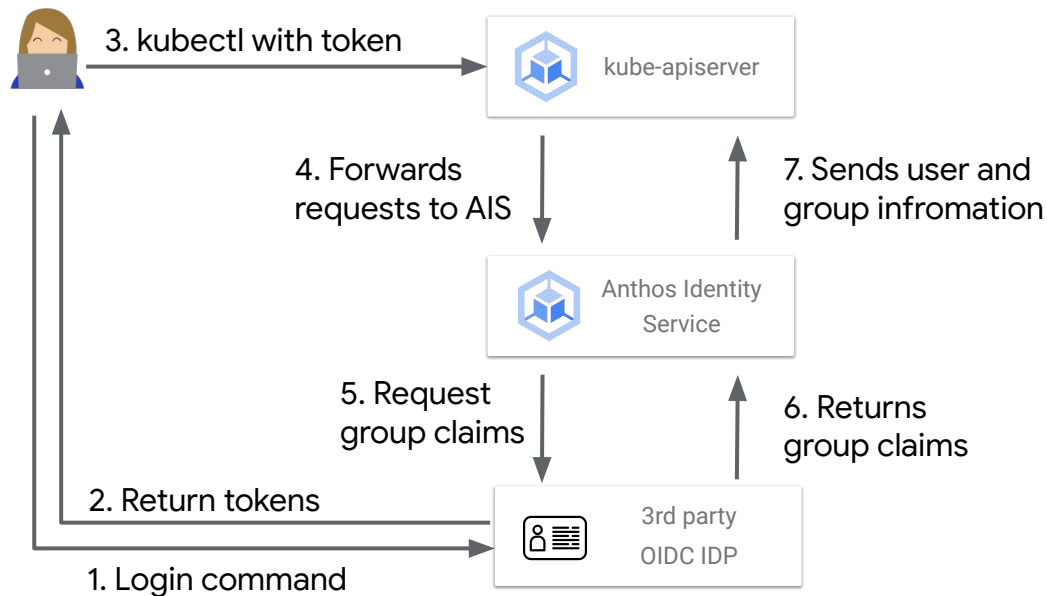 3. kubectl with token
kube-apiserver
4. Forwards
requests to AIS
7. Sends user and
group infromation
Anthos Identity
Service
5. Request
group claims
6. Returns
group claims
2. Return tokens
3rd party
OIDC IDP
1. Login command